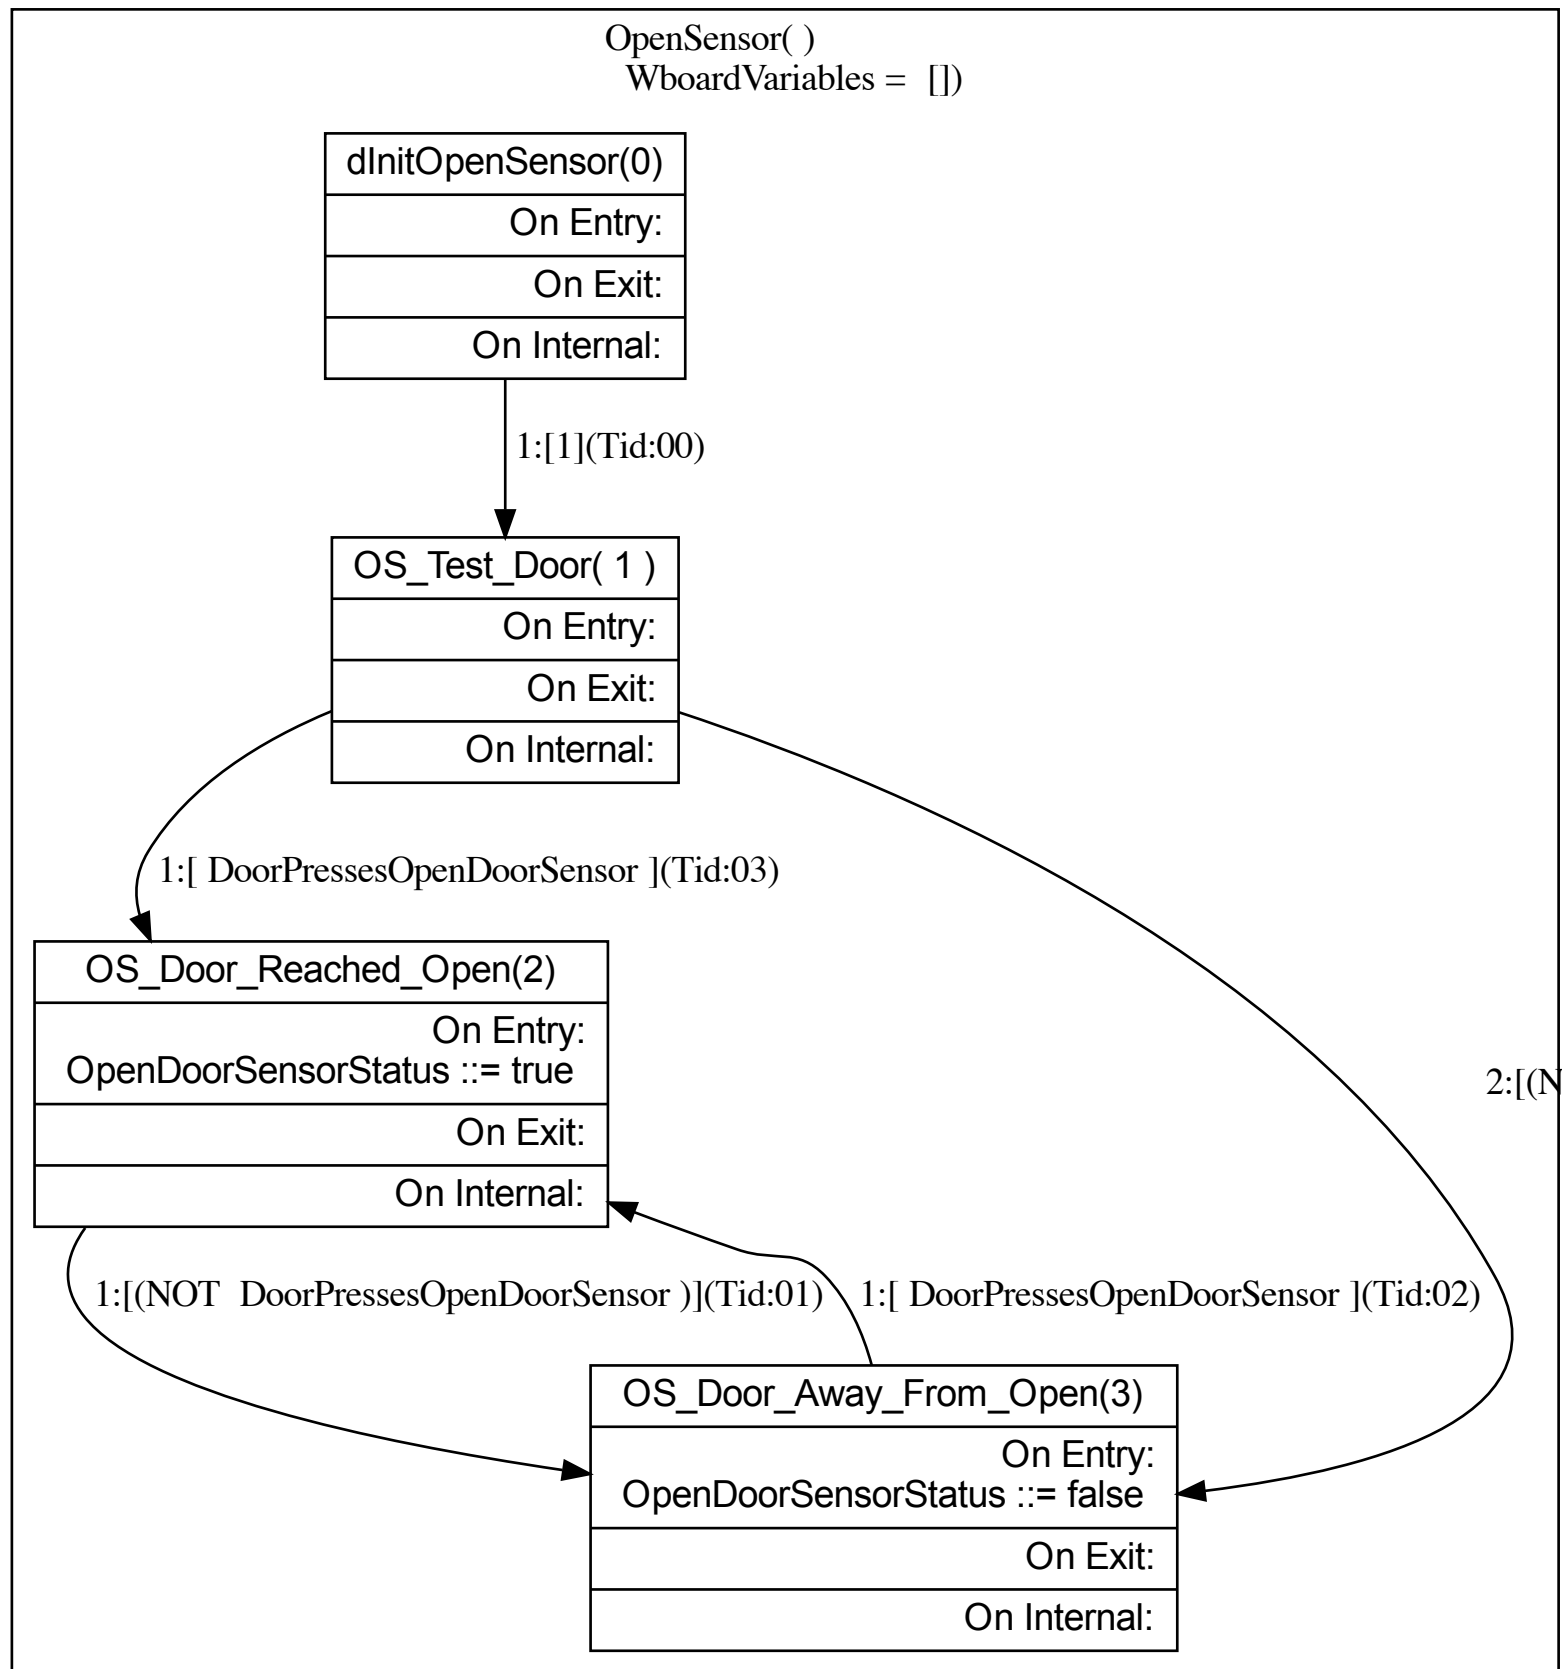 OpenSensor( )
WboardVariables =  [])
dInitOpenSensor(0)
On Entry:
On Exit:
On Internal:
1:[1](Tid:00)
OS_Test_Door( 1 )
On Entry:
On Exit:
On Internal:
1:[ DoorPressesOpenDoorSensor ](Tid:03)
OS_Door_Reached_Open(2)
On Entry:
OpenDoorSensorStatus ::= true
On Exit:
On Internal:
2:[(N
1:[(NOT  DoorPressesOpenDoorSensor )](Tid:01)
1:[ DoorPressesOpenDoorSensor ](Tid:02)
OS_Door_Away_From_Open(3)
On Entry:
OpenDoorSensorStatus ::= false
On Exit:
On Internal: